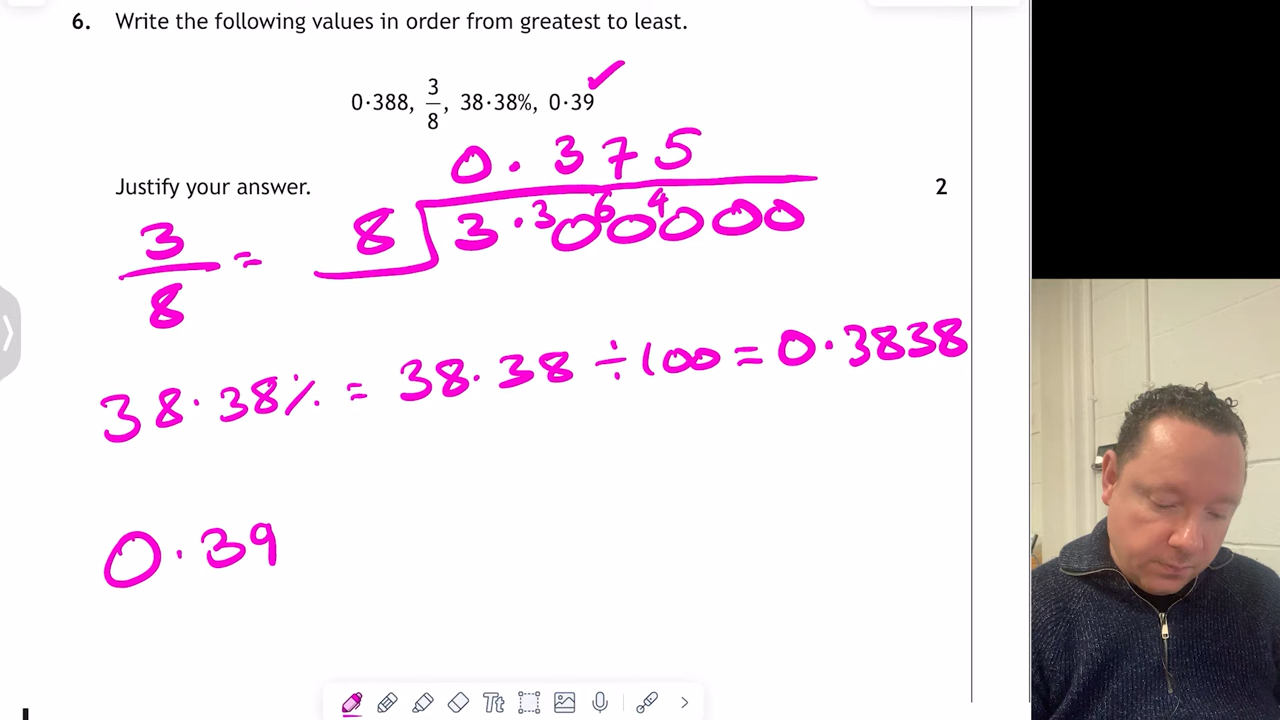 6. Write the following values in order from greatest to least.
0·388, 3/8, 38·38%, 0·39 ✓
0.375
Justify your answer. 2
3/8 = 8 3.³0⁶0⁴0000
38.38% = 38.38 ÷ 100 = 0.3838
0.39
Tt